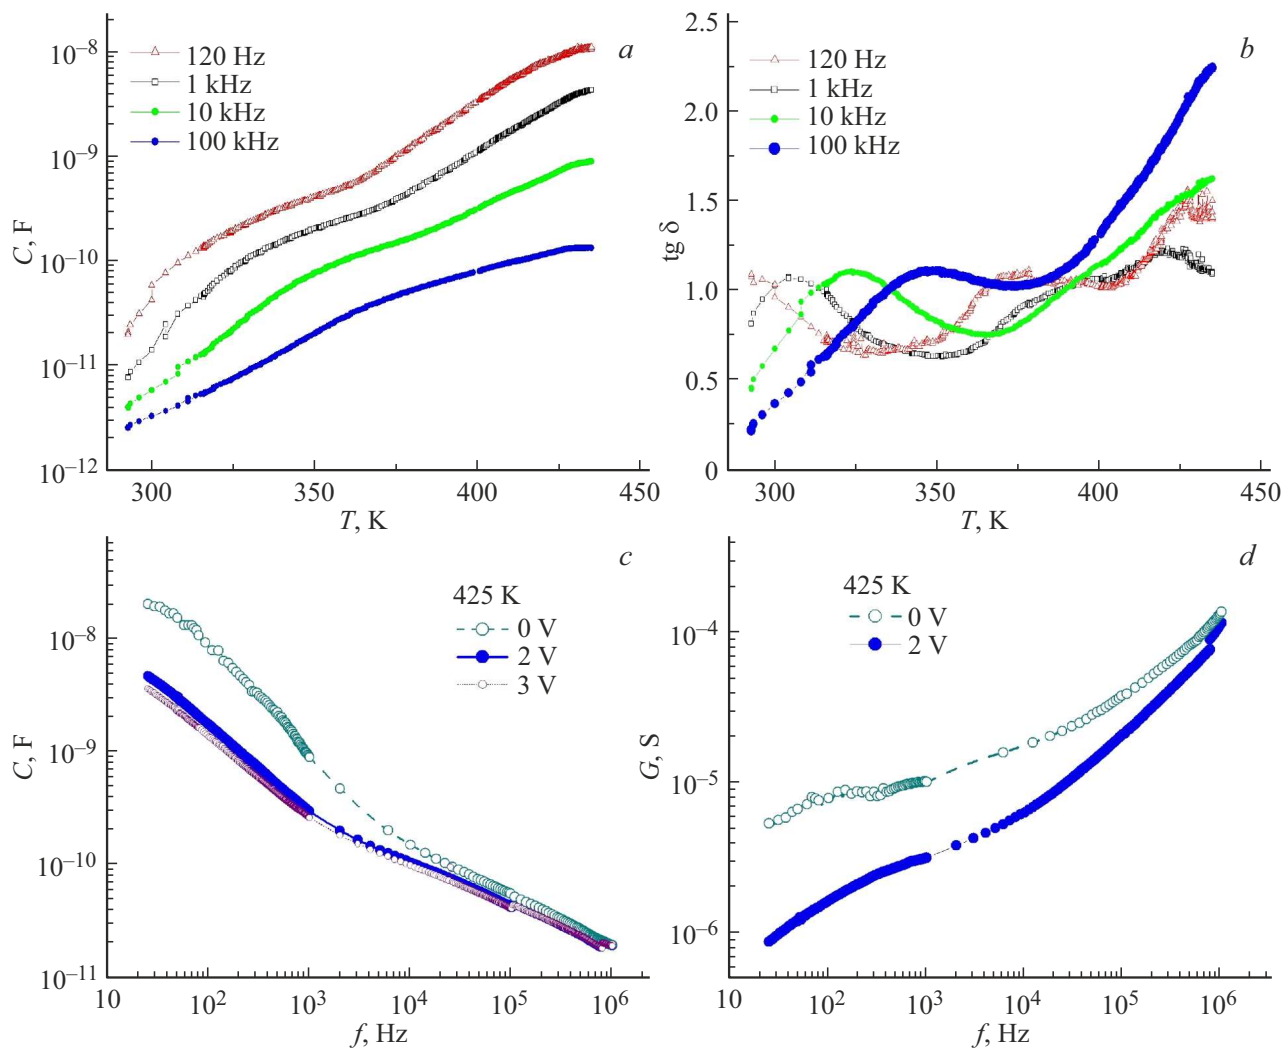 a
120 Hz
1 kHz
10 kHz
100 kHz
10⁻⁸
10⁻⁹
10⁻¹⁰
10⁻¹¹
10⁻¹²
C, F
300 350 400 450
T, K
b
120 Hz
1 kHz
10 kHz
100 kHz
2.5
2.0
1.5
1.0
0.5
0
tg δ
300 350 400 450
T, K
c
425 K
0 V
2 V
3 V
10⁻⁸
10⁻⁹
10⁻¹⁰
10⁻¹¹
C, F
10 10² 10³ 10⁴ 10⁵ 10⁶
f, Hz
d
425 K
0 V
2 V
10⁻⁴
10⁻⁵
10⁻⁶
G, S
10 10² 10³ 10⁴ 10⁵ 10⁶
f, Hz